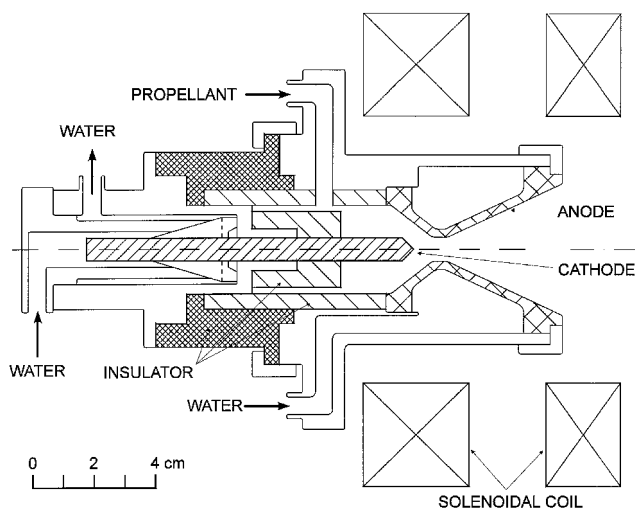 PROPELLANT
WATER
ANODE
CATHODE
WATER
INSULATOR
WATER
0 2 4 cm
SOLENOIDAL COIL